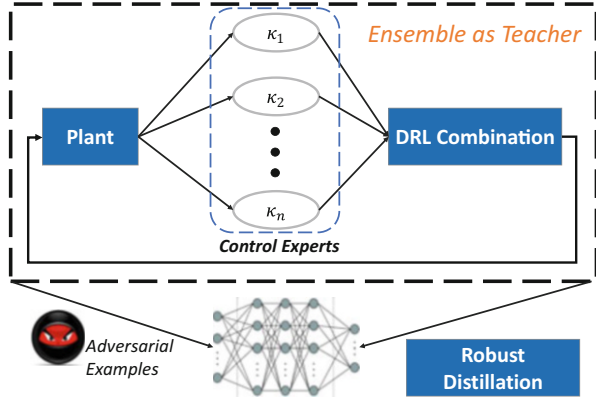 κ1
Ensemble as Teacher
κ2
Plant
DRL Combination
κn
Control Experts
Adversarial
Examples
Robust
Distillation